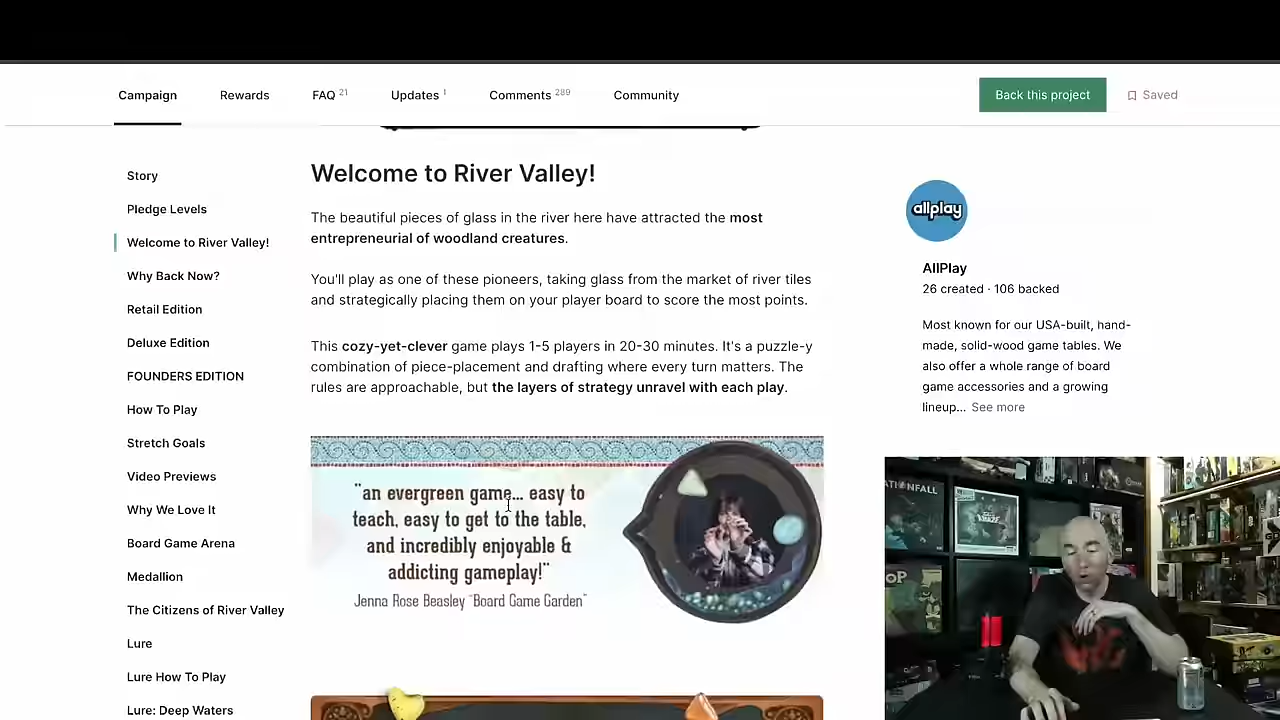 Campaign
Rewards
FAQ 21
Updates 1
Comments 289
Community
Back this project
Saved
Story
Pledge Levels
Welcome to River Valley!
Why Back Now?
Retail Edition
Deluxe Edition
FOUNDERS EDITION
How To Play
Stretch Goals
Video Previews
Why We Love It
Board Game Arena
Medallion
The Citizens of River Valley
Lure
Lure How To Play
Lure: Deep Waters
Welcome to River Valley!
The beautiful pieces of glass in the river here have attracted the most
entrepreneurial of woodland creatures.
You'll play as one of these pioneers, taking glass from the market of river tiles
and strategically placing them on your player board to score the most points.
This cozy-yet-clever game plays 1-5 players in 20-30 minutes. It's a puzzle-y
combination of piece-placement and drafting where every turn matters. The
rules are approachable, but the layers of strategy unravel with each play.
"an evergreen game... easy to
teach, easy to get to the table,
and incredibly enjoyable &
addicting gameplay!"
Jenna Rose Beasley "Board Game Garden"
allplay
AllPlay
26 created · 106 backed
Most known for our USA-built, hand-
made, solid-wood game tables. We
also offer a whole range of board
game accessories and a growing
lineup... See more